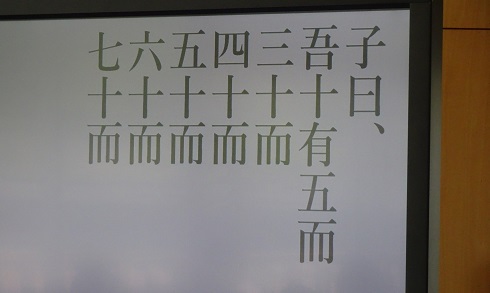 子曰、
吾十有五而
三十而
四十而
五十而
六十而
七十而